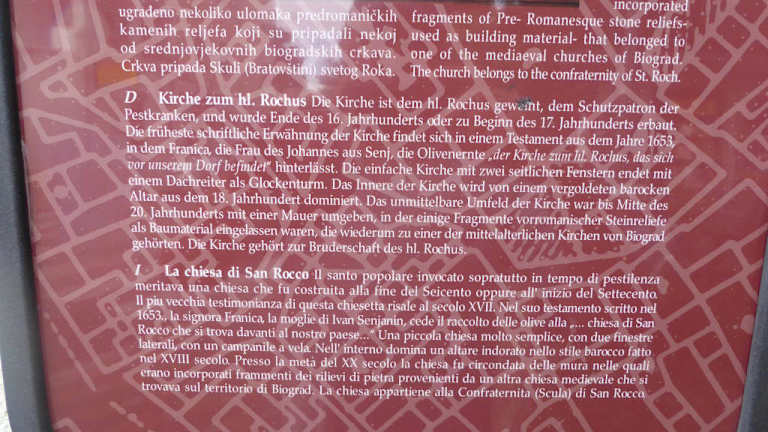 incorporated
ugrađeno nekoliko ulomaka predromaničkih
fragments of Pre- Romanesque stone reliefs-
kamenih reljefa koji su pripadali nekoj
used as building material- that belonged to
od srednjovjekovnih biogradskih crkava.
one of the mediaeval churches of Biograd.
Crkva pripada Skuli (Bratovštini) svetog Roka.
The church belongs to the confraternity of St. Roch.
D Kirche zum hl. Rochus Die Kirche ist dem hl. Rochus geweiht, dem Schutzpatron der
Pestkranken, und wurde Ende des 16. Jahrhunderts oder zu Beginn des 17. Jahrhunderts erbaut.
Die früheste schriftliche Erwähnung der Kirche findet sich in einem Testament aus dem Jahre 1653,
in dem Franica, die Frau des Johannes aus Senj, die Olivenernte „der Kirche zum hl. Rochus, das sich
vor unserem Dorf befindet" hinterlässt. Die einfache Kirche mit zwei seitlichen Fenstern endet mit
einem Dachreiter als Glockenturm. Das Innere der Kirche wird von einem vergoldeten barocken
Altar aus dem 18. Jahrhundert dominiert. Das unmittelbare Umfeld der Kirche war bis Mitte des
20. Jahrhunderts mit einer Mauer umgeben, in der einige Fragmente vorromanischer Steinreliefe
als Baumaterial eingelassen waren, die wiederum zu einer der mittelalterlichen Kirchen von Biograd
gehörten. Die Kirche gehört zur Bruderschaft des hl. Rochus.
I La chiesa di San Rocco Il santo popolare invocato sopratutto in tempo di pestilenza
meritava una chiesa che fu costruita alla fine del Seicento oppure all' inizio del Settecento.
Il piu vecchia testimonianza di questa chiesetta risale al secolo XVII. Nel suo testamento scritto nel
1653., la signora Franica, la moglie di Ivan Senjanin, cede il raccolto delle olive alla „... chiesa di San
Rocco che si trova davanti al nostro paese..." Una piccola chiesa molto semplice, con due finestre
laterali, con un campanile a vela. Nell' interno domina un altare indorato nello stile barocco fatto
nel XVIII secolo. Presso la metà del XX secolo la chiesa fu circondata delle mura nelle quali
erano incorporati frammenti dei rilievi di pietra provenienti da un altra chiesa medievale che si
trovava sul territorio di Biograd. La chiesa appartiene alla Confraternita (Scula) di San Rocco.